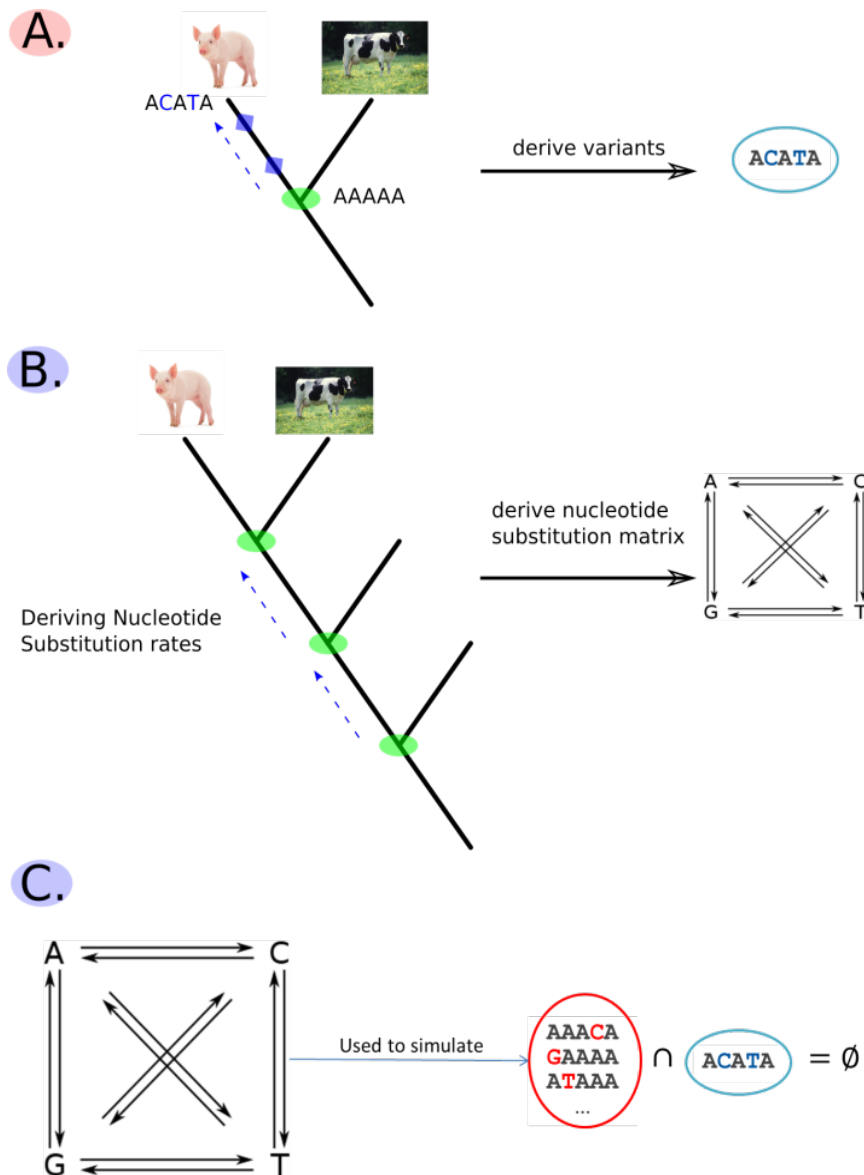 A.
ACATA
AAAAA
derive variants
ACATA
B.
derive nucleotide
substitution matrix
A C
G T
Deriving Nucleotide
Substitution rates
C.
A C
G T
Used to simulate
AAACA
GAAAA
ATAAA
...
∩ ACATA = ∅